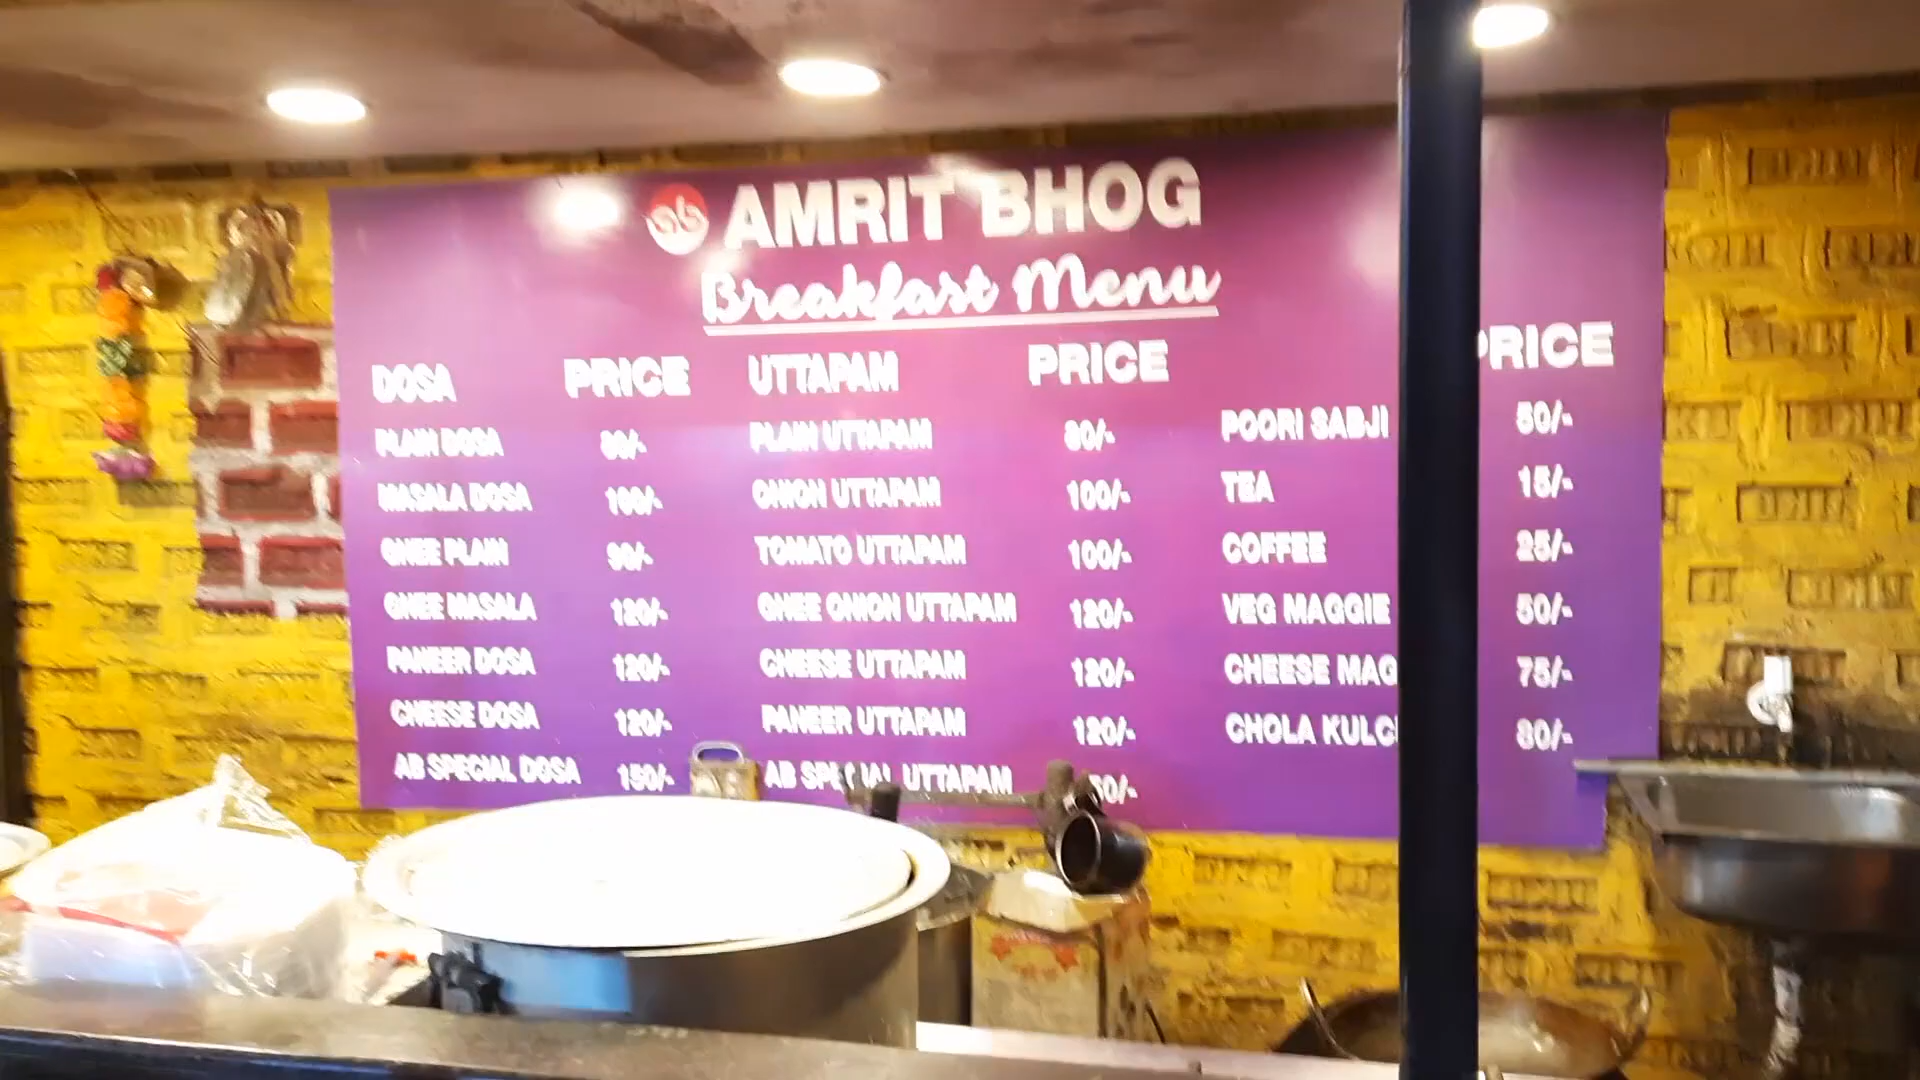 ab AMRIT BHOG
Breakfast Menu
DOSA PRICE UTTAPAM PRICE PRICE
PLAIN DOSA 80/- PLAIN UTTAPAM 80/- POORI SABJI 50/-
MASALA DOSA 100/- ONION UTTAPAM 100/- TEA 15/-
GHEE PLAIN 90/- TOMATO UTTAPAM 100/- COFFEE 25/-
GHEE MASALA 120/- GHEE ONION UTTAPAM 120/- VEG MAGGIE 50/-
PANEER DOSA 120/- CHEESE UTTAPAM 120/- CHEESE MAG 75/-
CHEESE DOSA 120/- PANEER UTTAPAM 120/- CHOLA KULC 80/-
AB SPECIAL DOSA 150/- AB UTTAPAM 50/-